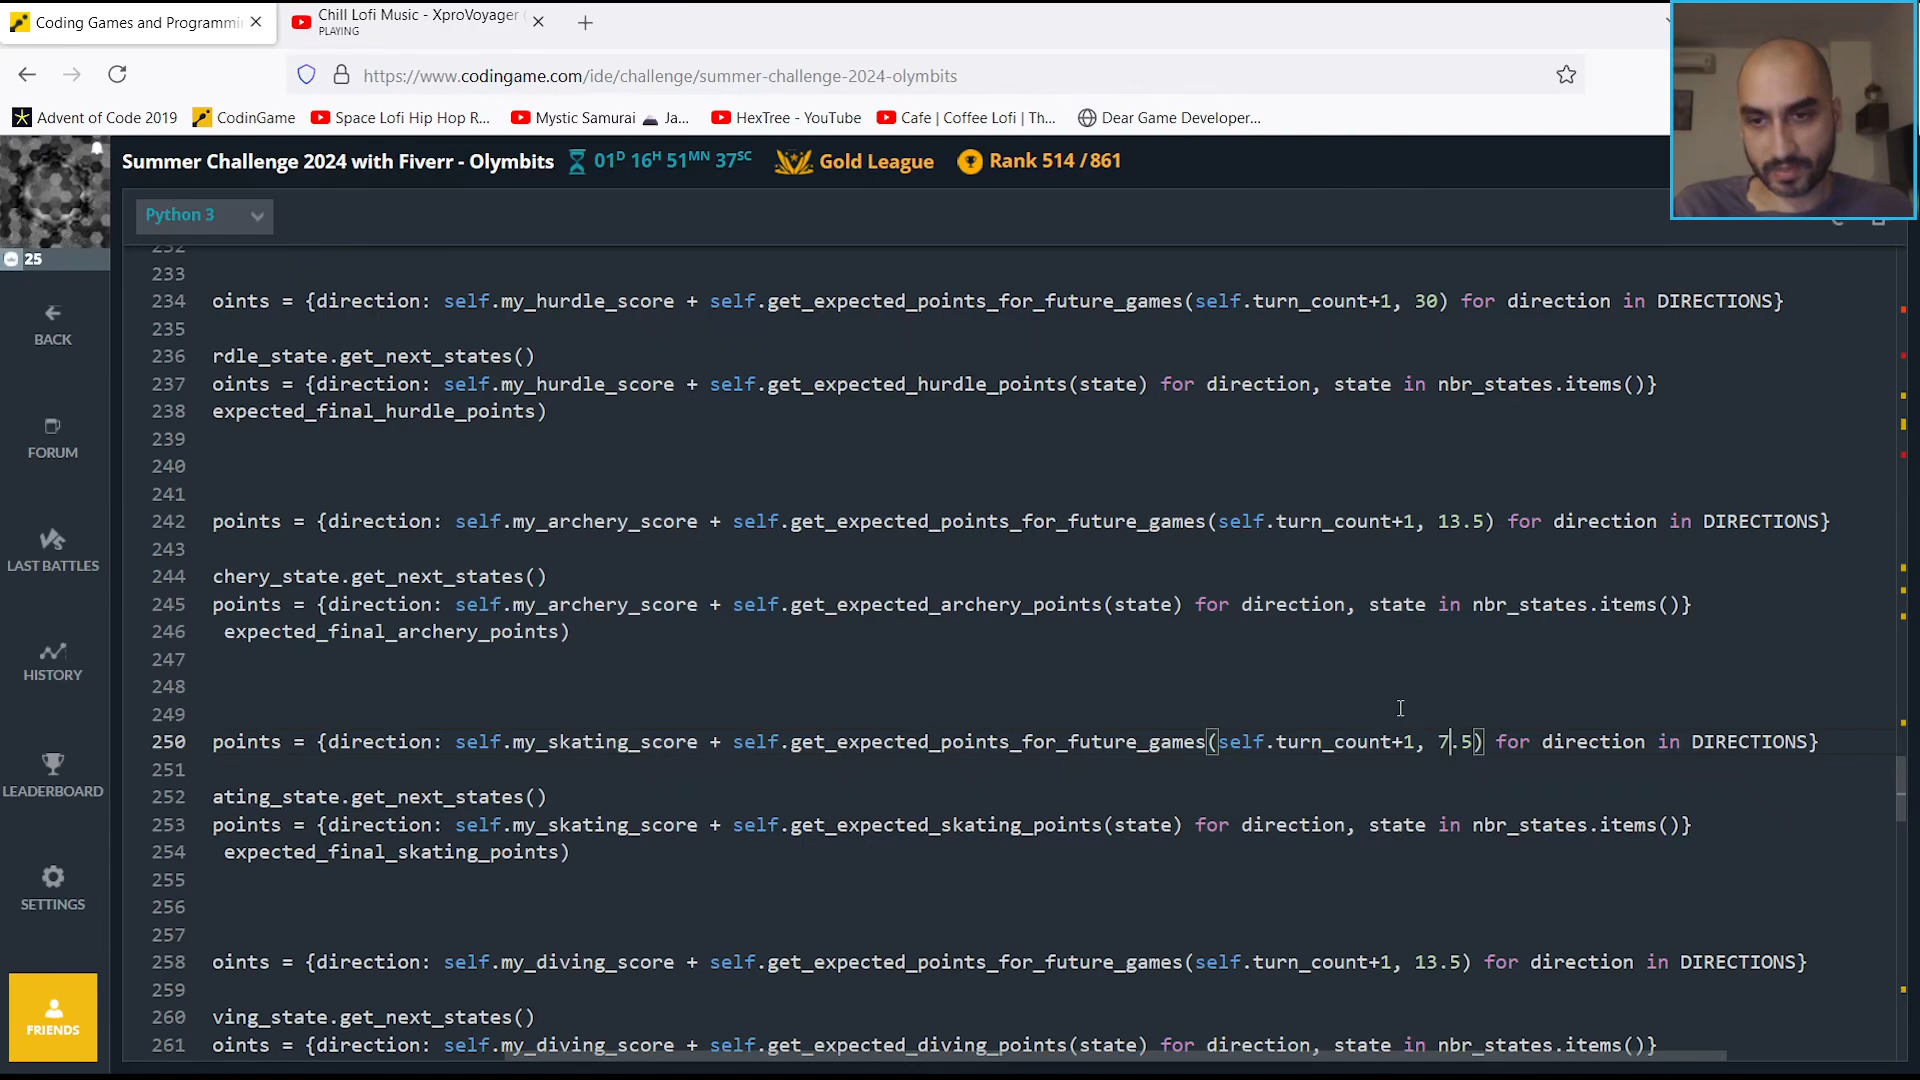 Coding Games and Programmi
Chill Lofi Music - XproVoyager
PLAYING
https://www.codingame.com/ide/challenge/summer-challenge-2024-olymbits
Advent of Code 2019
CodinGame
Space Lofi Hip Hop R...
Mystic Samurai
Ja...
HexTree - YouTube
Cafe | Coffee Lofi | Th...
Dear Game Developer...
Summer Challenge 2024 with Fiverr - Olymbits
01D 16H 51MN 37SC
Gold League
Rank 514 / 861
Python 3
25
BACK
FORUM
LAST BATTLES
HISTORY
LEADERBOARD
SETTINGS
FRIENDS
232
233
234 oints = {direction: self.my_hurdle_score + self.get_expected_points_for_future_games(self.turn_count+1, 30) for direction in DIRECTIONS}
235
236 rdle_state.get_next_states()
237 oints = {direction: self.my_hurdle_score + self.get_expected_hurdle_points(state) for direction, state in nbr_states.items()}
238 expected_final_hurdle_points)
239
240
241
242 points = {direction: self.my_archery_score + self.get_expected_points_for_future_games(self.turn_count+1, 13.5) for direction in DIRECTIONS}
243
244 chery_state.get_next_states()
245 points = {direction: self.my_archery_score + self.get_expected_archery_points(state) for direction, state in nbr_states.items()}
246 expected_final_archery_points)
247
248
249
250 points = {direction: self.my_skating_score + self.get_expected_points_for_future_games(self.turn_count+1, 7.5) for direction in DIRECTIONS}
251
252 ating_state.get_next_states()
253 points = {direction: self.my_skating_score + self.get_expected_skating_points(state) for direction, state in nbr_states.items()}
254 expected_final_skating_points)
255
256
257
258 oints = {direction: self.my_diving_score + self.get_expected_points_for_future_games(self.turn_count+1, 13.5) for direction in DIRECTIONS}
259
260 ving_state.get_next_states()
261 oints = {direction: self.my_diving_score + self.get_expected_diving_points(state) for direction, state in nbr_states.items()}